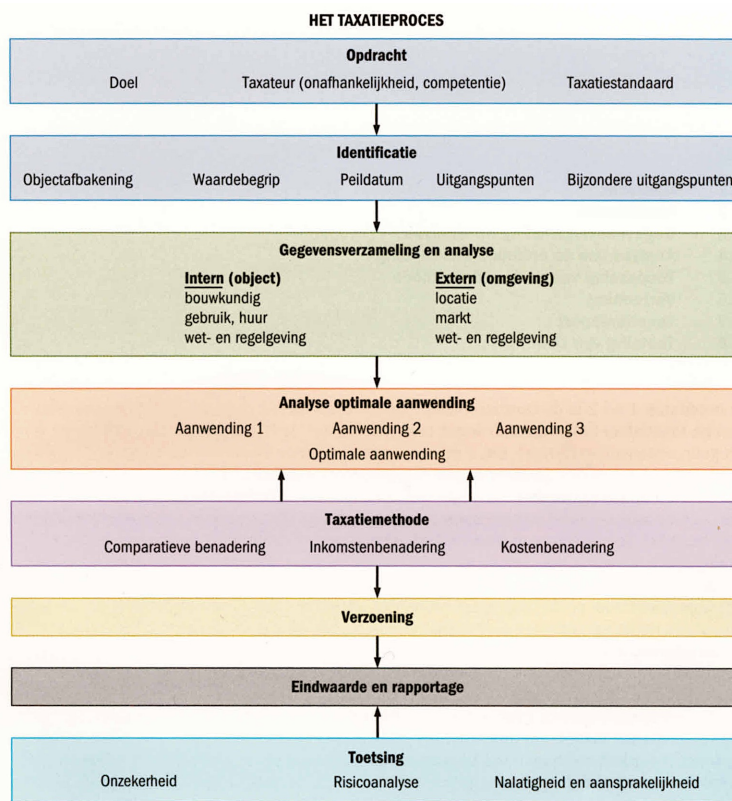 HET TAXATIEPROCES
Opdracht
Doel Taxateur (onafhankelijkheid, competentie) Taxatiestandaard
Identificatie
Objectafbakening Waardebegrip Peildatum Uitgangspunten Bijzondere uitgangspunten
Gegevensverzameling en analyse
Intern (object) Extern (omgeving)
bouwkundig locatie
gebruik, huur markt
wet- en regelgeving wet- en regelgeving
Analyse optimale aanwending
Aanwending 1 Aanwending 2 Aanwending 3
Optimale aanwending
Taxatiemethode
Comparatieve benadering Inkomstenbenadering Kostenbenadering
Verzoening
Eindwaarde en rapportage
Toetsing
Onzekerheid Risicoanalyse Nalatigheid en aansprakelijkheid